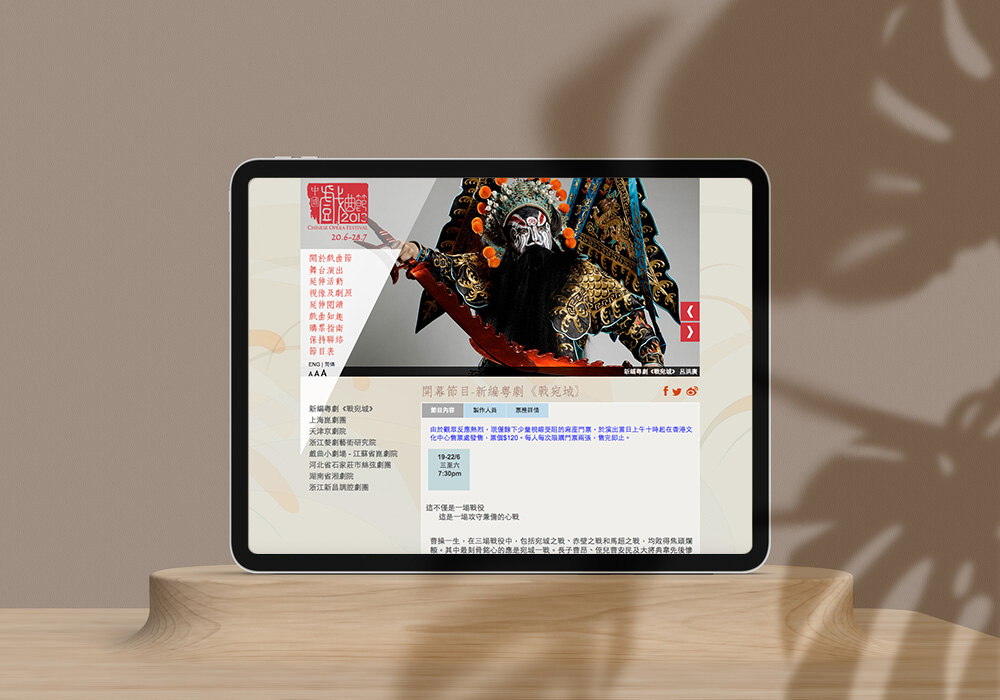 中國戲曲節
2013
CHINESE OPERA FESTIVAL
20.6-28.7
關於戲曲節
舞台演出
延伸活動
視像及劇照
延伸閱讀
戲曲知趣
購票指南
保持聯絡
節目表
ENG | 简体
A A A
新編粵劇《戰宛城》 呂洪廣
開幕節目-新編粵劇《戰宛城》
節目內容 製作人員 票務詳情
由於觀眾反應熱烈，現僅餘下少量視線受阻的廂座門票，於演出當日上午十時起在香港文
化中心售票處發售，票價$120。每人每次限購門票兩張，售完即止。
19-22/6
三至六
7:30pm
新編粵劇《戰宛城》
上海崑劇團
天津京劇院
浙江婺劇藝術研究院
戲曲小劇場 - 江蘇省崑劇院
河北省石家莊市絲弦劇團
湖南省湘劇院
浙江新昌調腔劇團
這不僅是一場戰役
這是一場攻守兼備的心戰
曹操一生，在三場戰役中，包括宛城之戰、赤壁之戰和馬超之戰，均敗得焦頭爛
額。其中最刻骨銘心的應是宛城一戰。長子曹昂、侄兒曹安民及大將典韋先後慘